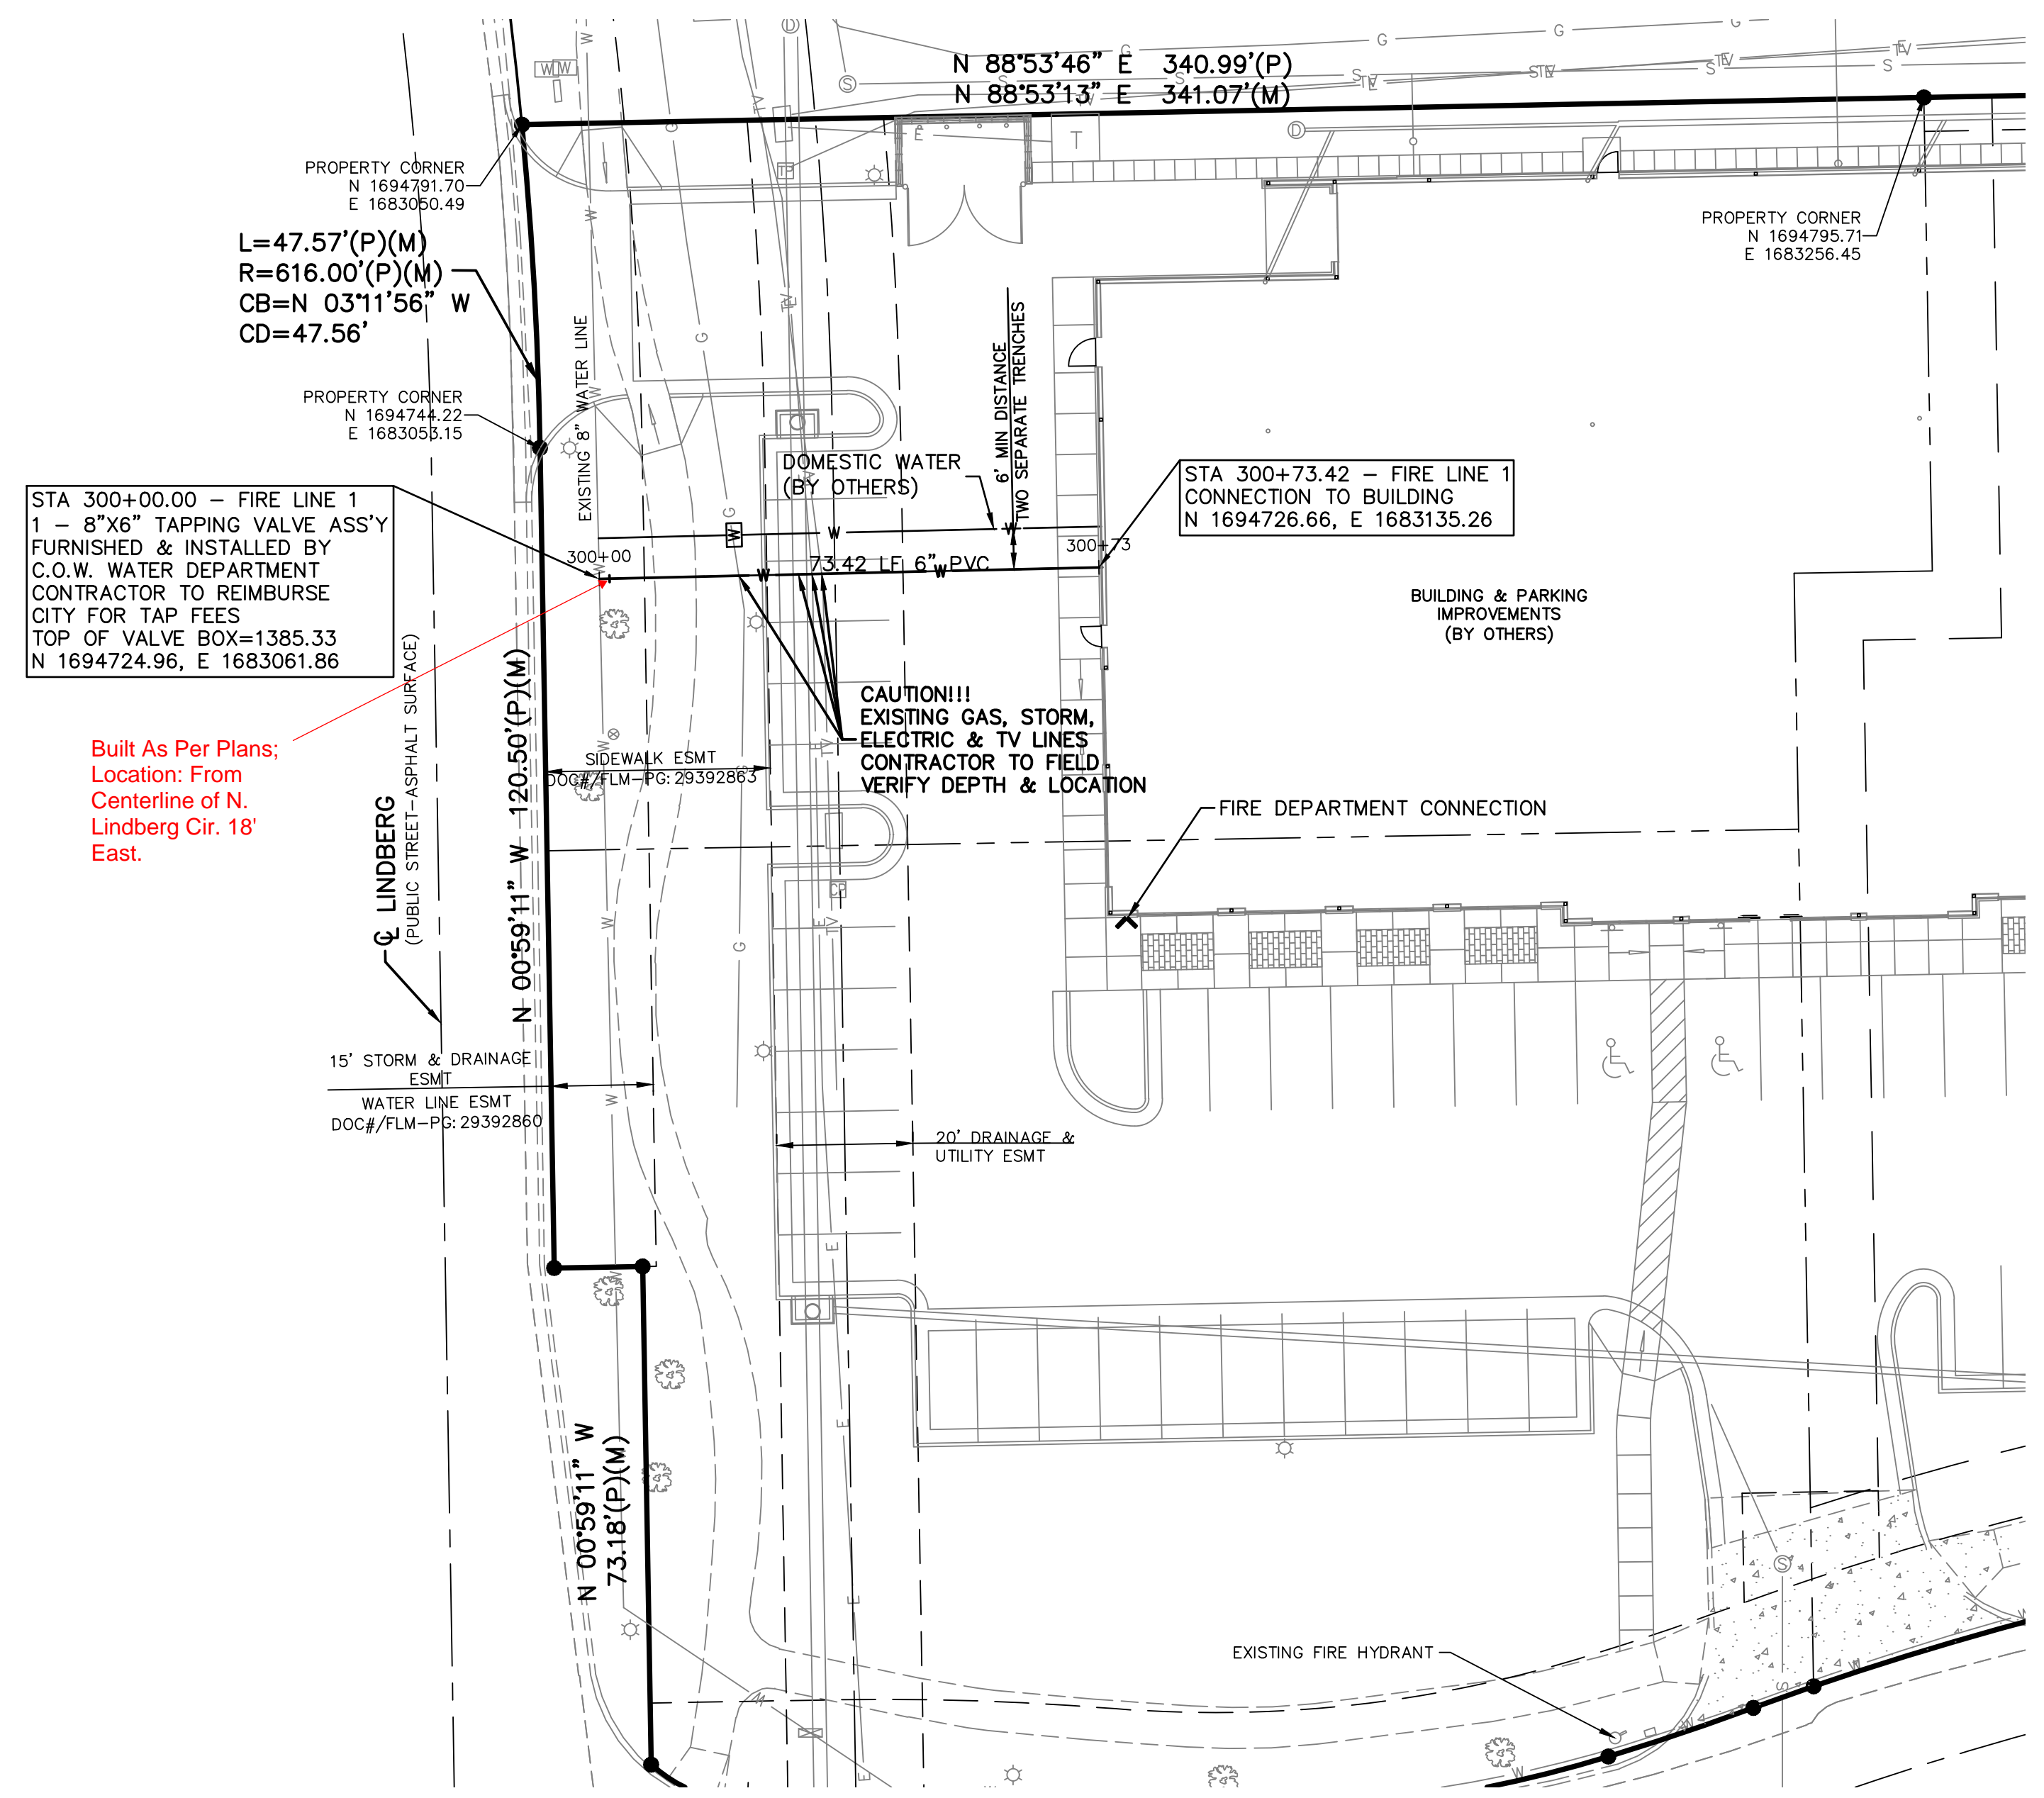 N 88°53'46" E 340.99'(P)
N 88°53'13" E 341.07'(M)
PROPERTY CORNER
N 1694791.70
E 1683050.49
PROPERTY CORNER
N 1694795.71
E 1683256.45
L=47.57'(P)(M)
R=616.00'(P)(M)
CB=N 03°11'56" W
CD=47.56'
PROPERTY CORNER
N 1694744.22
E 1683053.15
EXISTING 8" WATER LINE
6' MIN DISTANCE
TWO SEPARATE TRENCHES
DOMESTIC WATER
(BY OTHERS)
STA 300+00.00 – FIRE LINE 1
1 – 8"X6" TAPPING VALVE ASS'Y
FURNISHED & INSTALLED BY
C.O.W. WATER DEPARTMENT
CONTRACTOR TO REIMBURSE
CITY FOR TAP FEES
TOP OF VALVE BOX=1385.33
N 1694724.96, E 1683061.86
STA 300+73.42 – FIRE LINE 1
CONNECTION TO BUILDING
N 1694726.66, E 1683135.26
300+00
300+73
73.42 LF 6" PVC
BUILDING & PARKING
IMPROVEMENTS
(BY OTHERS)
CAUTION!!!
EXISTING GAS, STORM,
ELECTRIC & TV LINES
CONTRACTOR TO FIELD
VERIFY DEPTH & LOCATION
Built As Per Plans;
Location: From
Centerline of N.
Lindberg Cir. 18'
East.
SIDEWALK ESMT
DOC#/FLM–PG: 29392863
N 00°59'11" W 120.50'(P)(M)
℄ LINDBERG
(PUBLIC STREET–ASPHALT SURFACE)
FIRE DEPARTMENT CONNECTION
15' STORM & DRAINAGE
ESMT
WATER LINE ESMT
DOC#/FLM–PG: 29392860
20' DRAINAGE &
UTILITY ESMT
N 00°59'11" W
73.18'(P)(M)
EXISTING FIRE HYDRANT